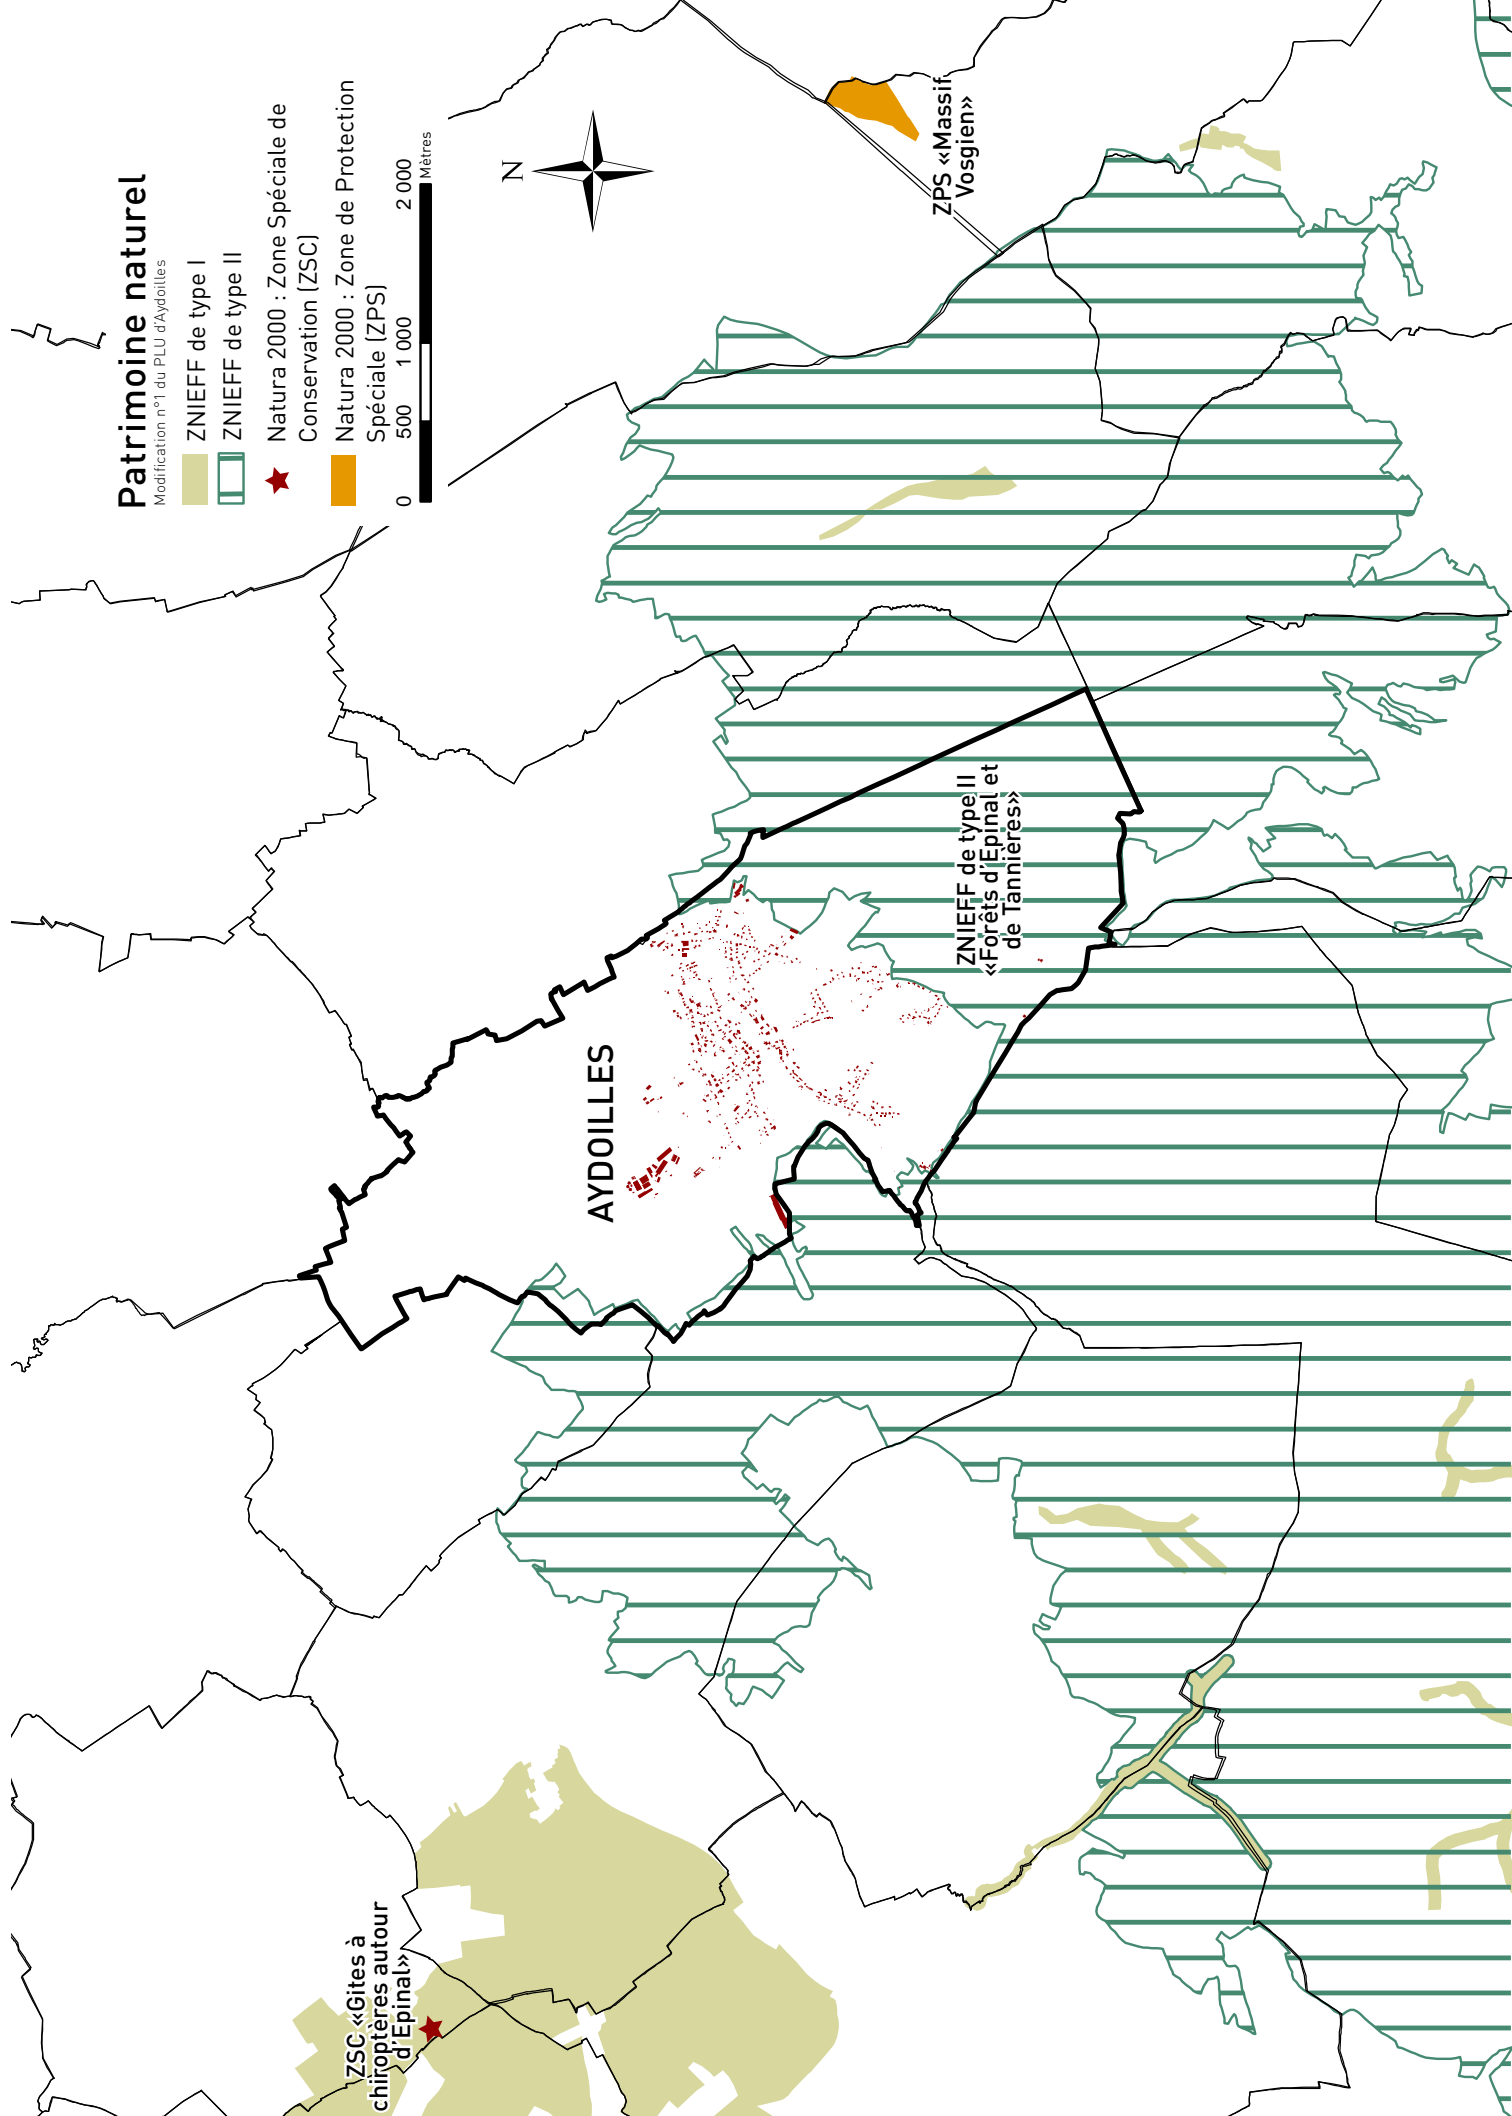 Patrimoine naturel
Modification n°1 du PLU d'Aydoilles
ZNIEFF de type I
ZNIEFF de type II
Natura 2000 : Zone Spéciale de
Conservation (ZSC)
Natura 2000 : Zone de Protection
Spéciale (ZPS)
0 500 1 000 2 000
Mètres
N
ZSC «Gites à
chiroptères autour
d'Epinal»
AYDOILLES
ZNIEFF de type II
«Forêts d'Epinal et
de Tannières»
ZPS «Massif
Vosgien»